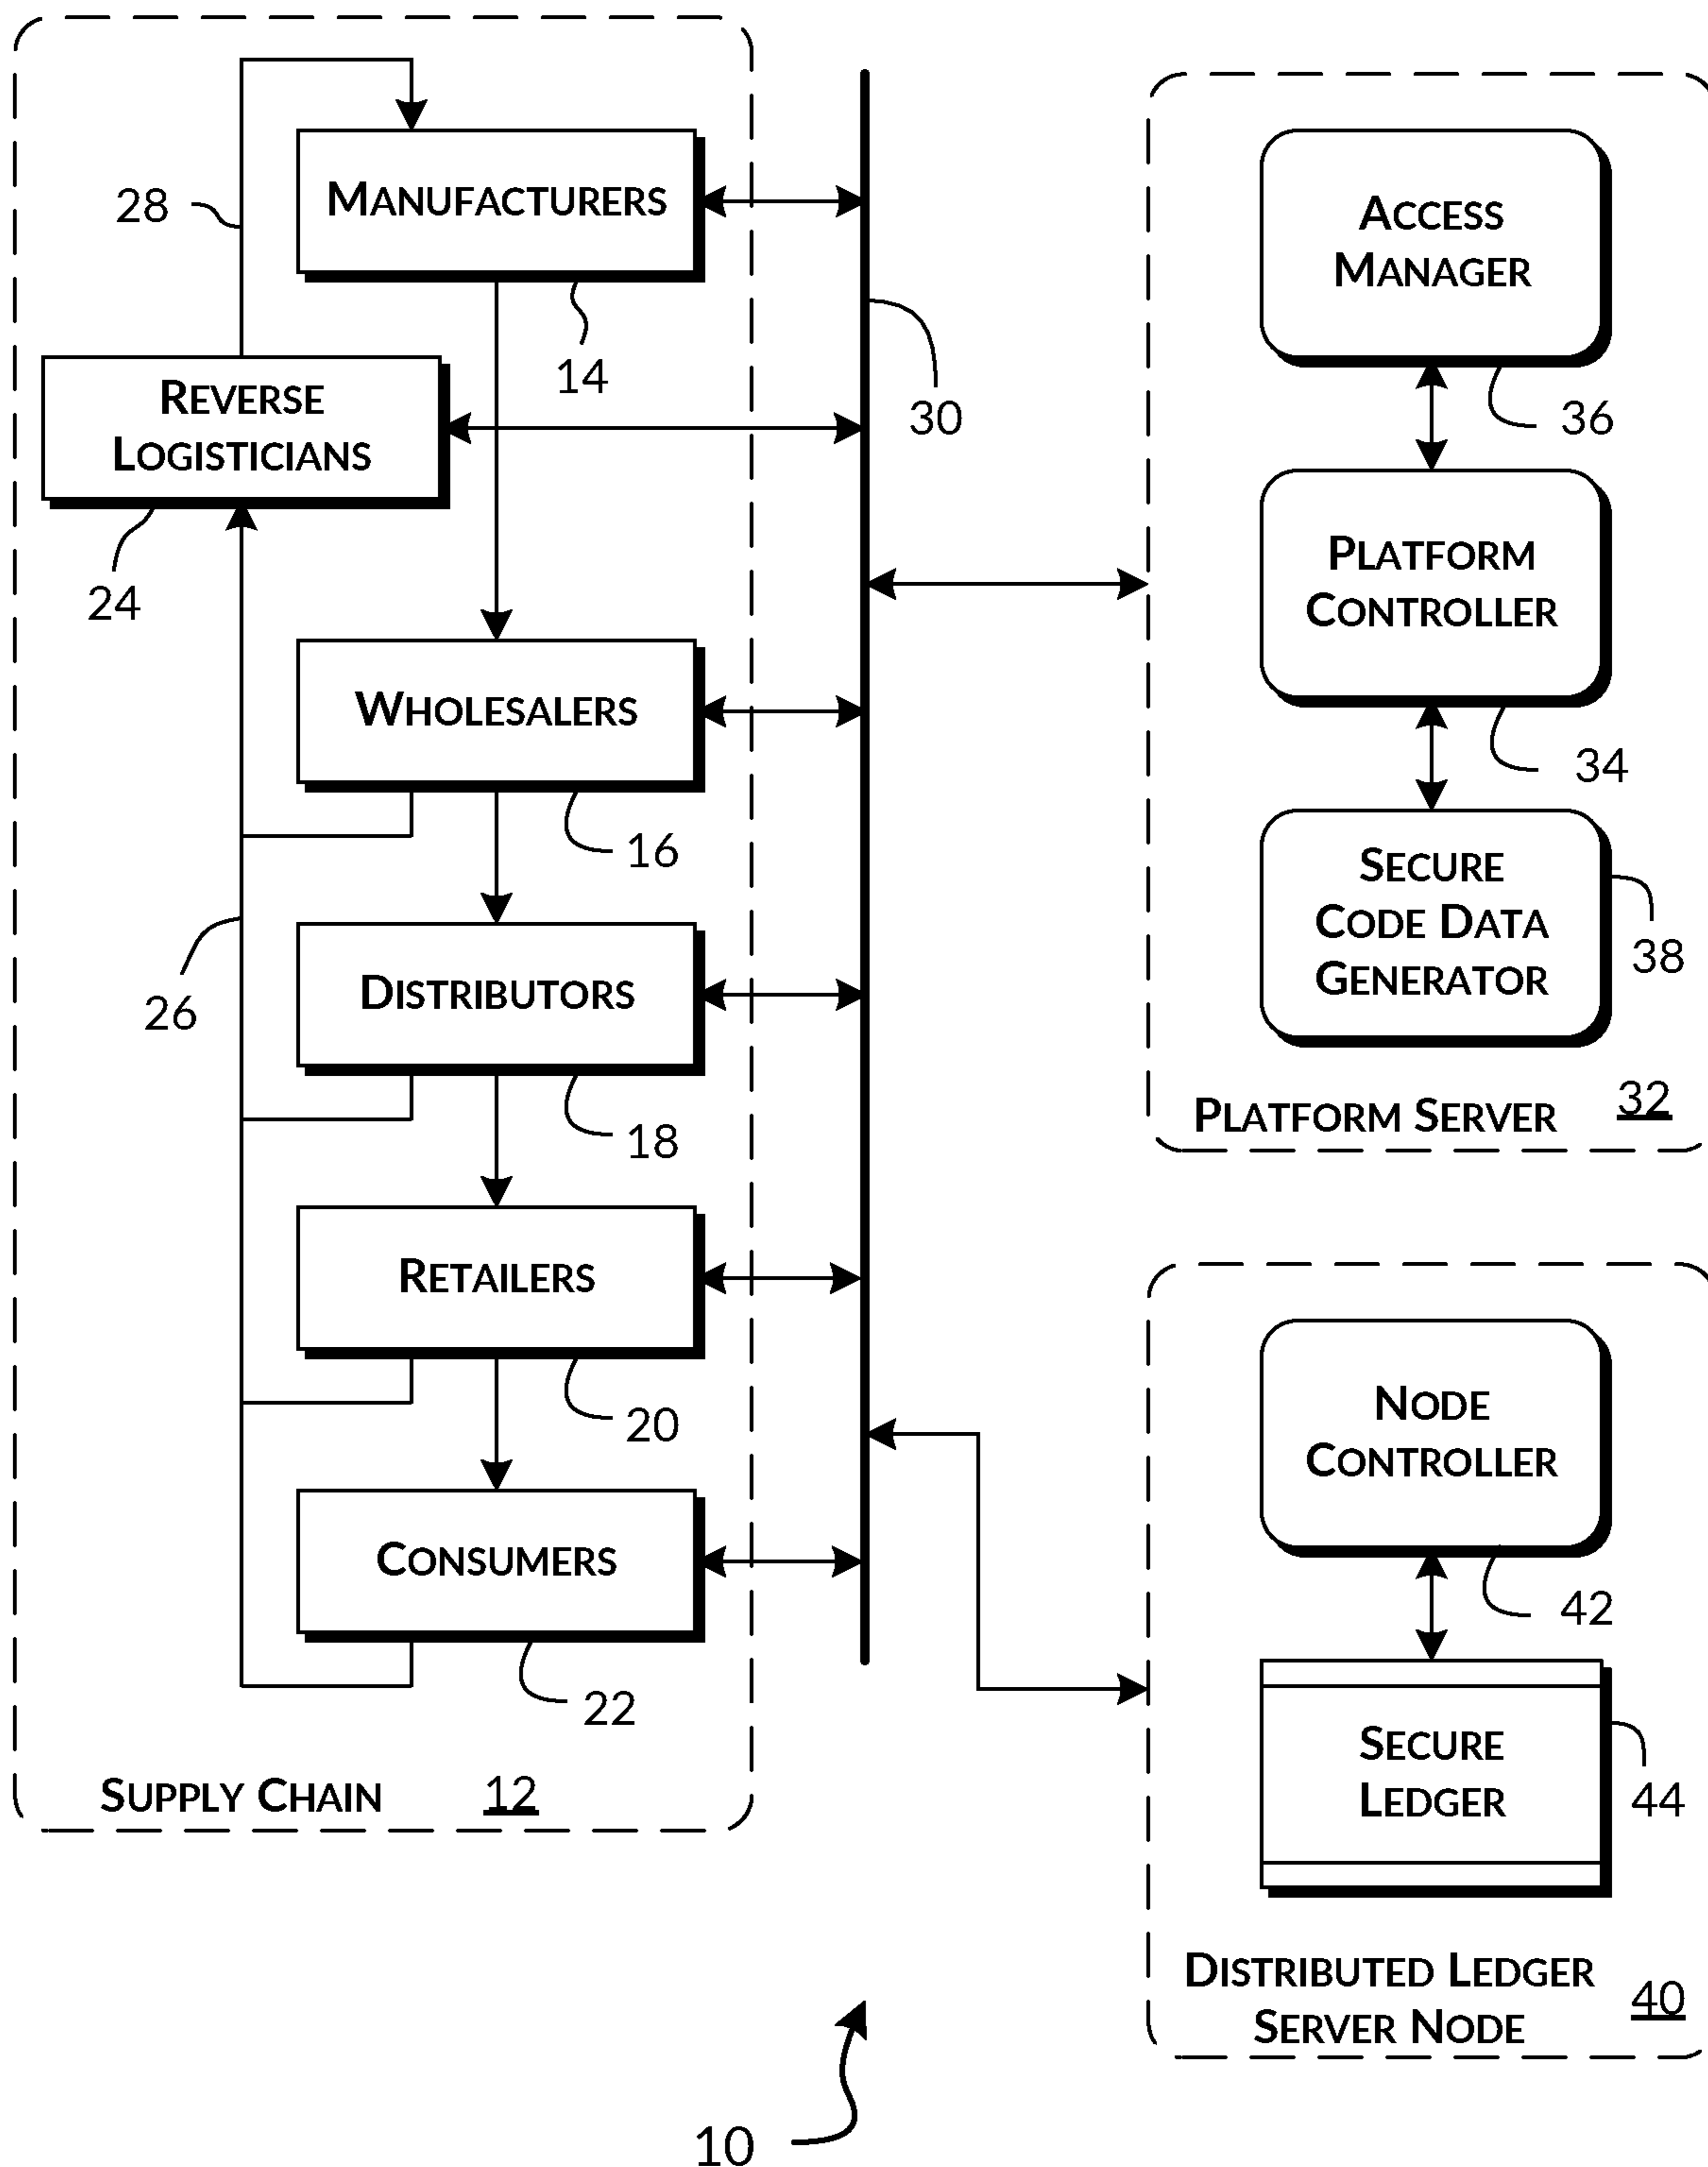 MANUFACTURERS
28
14
REVERSE
LOGISTICIANS
24
WHOLESALERS
16
26
DISTRIBUTORS
18
RETAILERS
20
CONSUMERS
22
SUPPLY CHAIN 12
30
ACCESS
MANAGER
36
PLATFORM
CONTROLLER
34
SECURE
CODE DATA
GENERATOR
38
PLATFORM SERVER 32
NODE
CONTROLLER
42
SECURE
LEDGER
44
DISTRIBUTED LEDGER
SERVER NODE
40
10